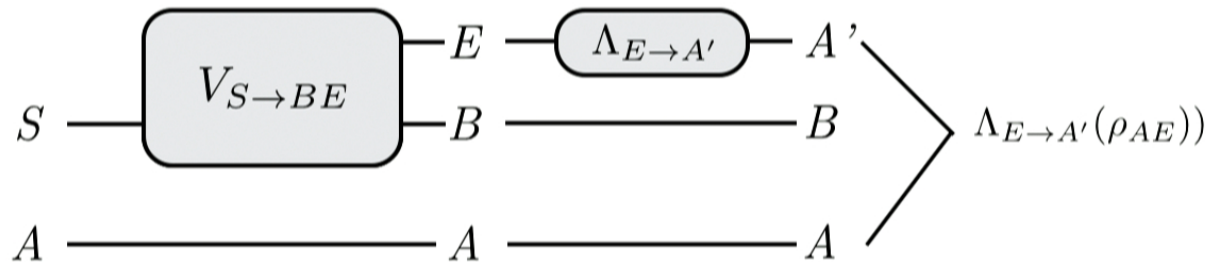 E Λ_{E→A′} A'
V_{S→BE}
S B B Λ_{E→A′}(ρ_{AE}))
A A A